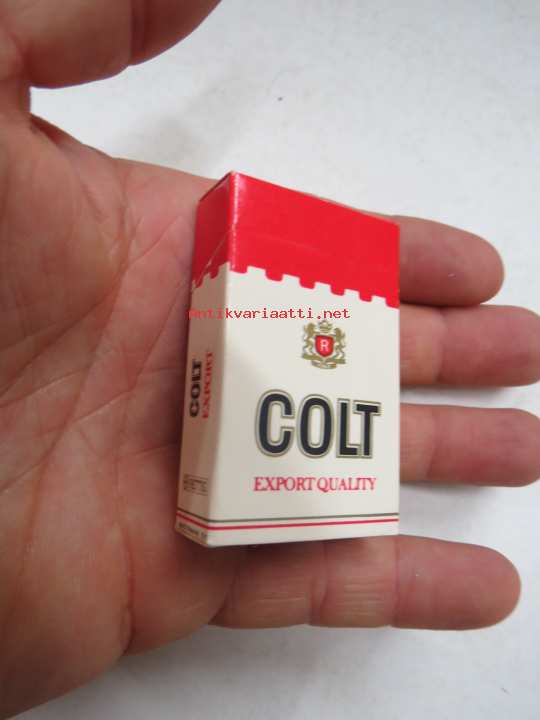 antikvariaatti.net
R
COLT
EXPORT QUALITY
COLT
EXPORT